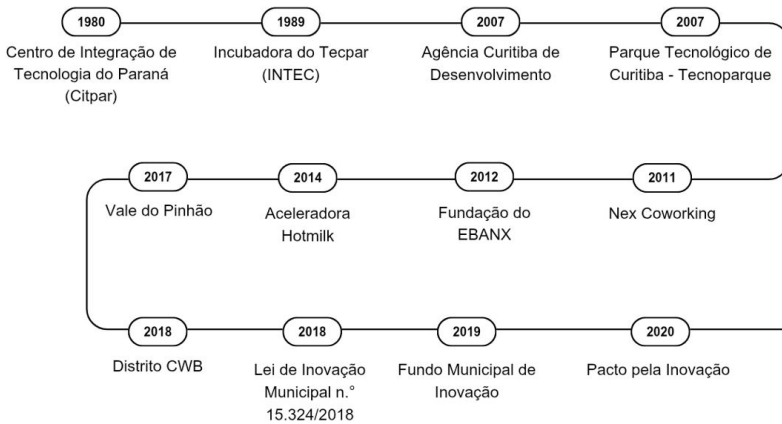 1980
Centro de Integração de
Tecnologia do Paraná
(Citpar)
1989
Incubadora do Tecpar
(INTEC)
2007
Agência Curitiba de
Desenvolvimento
2007
Parque Tecnológico de
Curitiba - Tecnoparque
2011
Nex Coworking
2012
Fundação do
EBANX
2014
Aceleradora
Hotmilk
2017
Vale do Pinhão
2018
Distrito CWB
2018
Lei de Inovação
Municipal n.°
15.324/2018
2019
Fundo Municipal de
Inovação
2020
Pacto pela Inovação